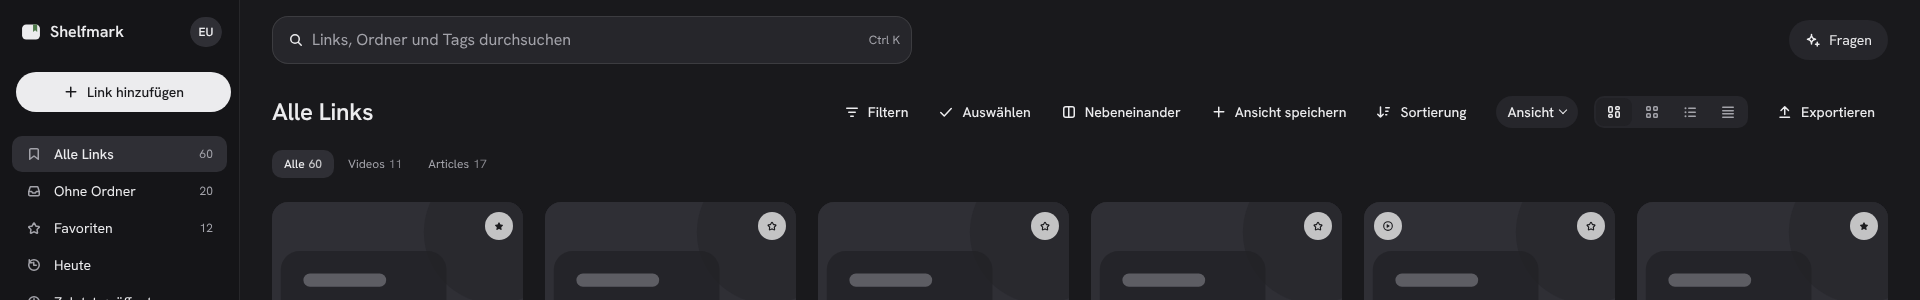 Shelfmark
EU
Links, Ordner und Tags durchsuchen
Ctrl K
Fragen
Link hinzufügen
Alle Links
Filtern
Auswählen
Nebeneinander
Ansicht speichern
Sortierung
Ansicht
Exportieren
Alle Links 60
Ohne Ordner 20
Favoriten 12
Heute
Alle 60
Videos 11
Articles 17